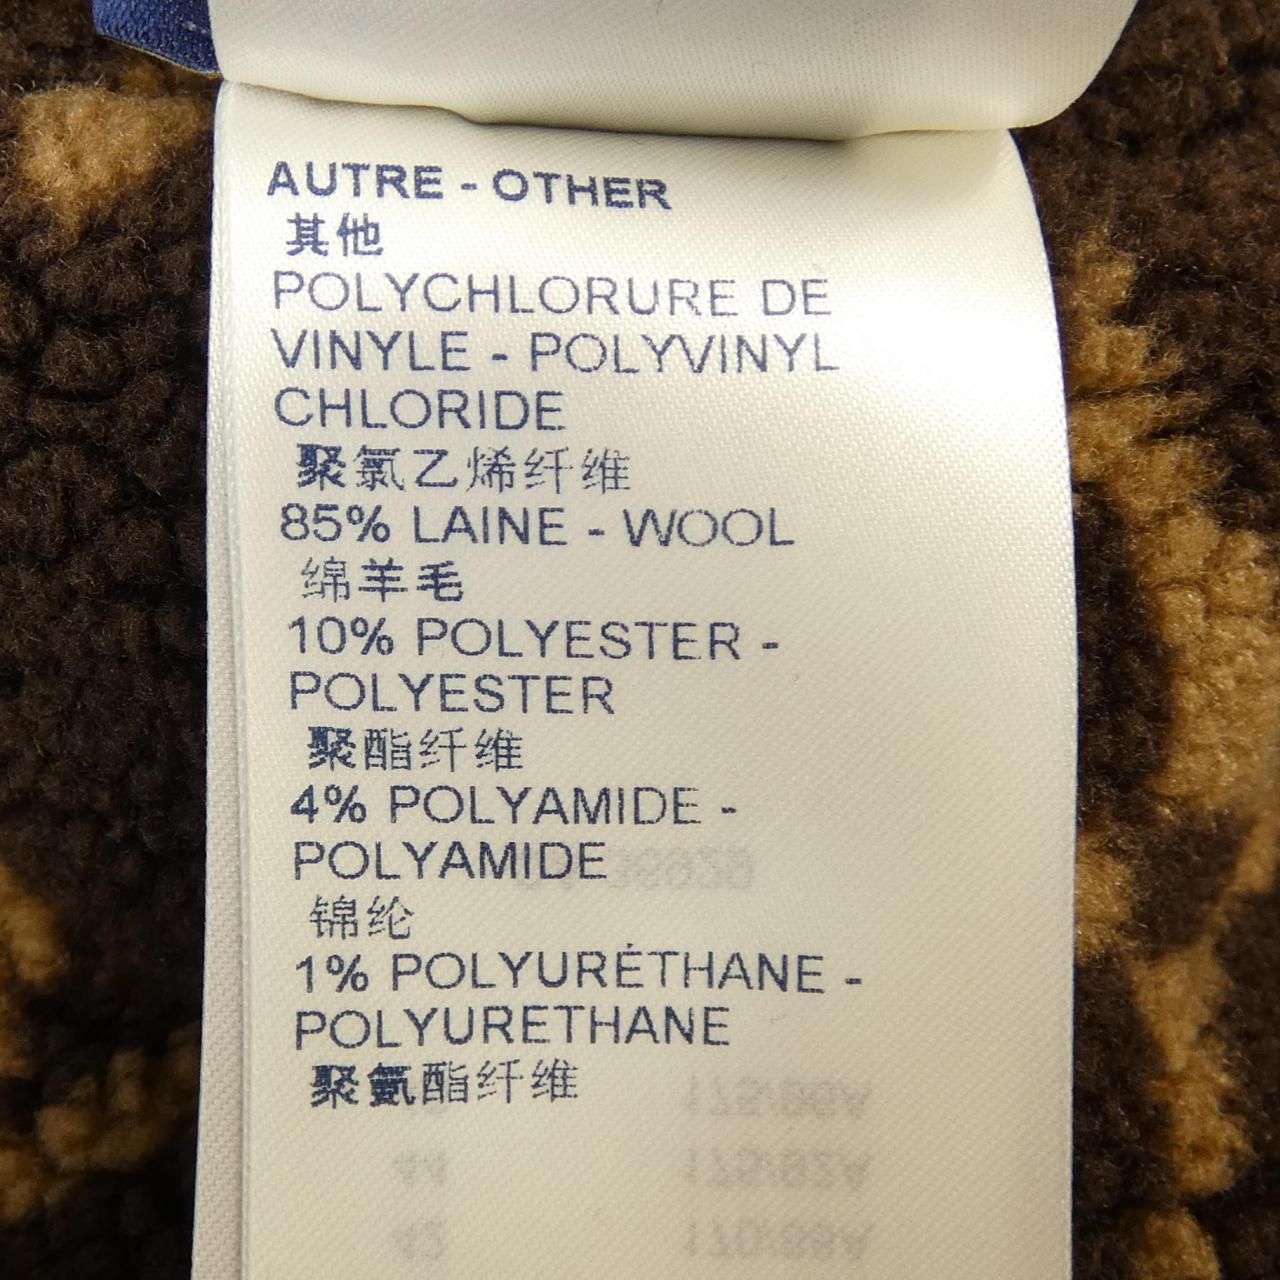 AUTRE - OTHER
其他
POLYCHLORURE DE
VINYLE - POLYVINYL
CHLORIDE
聚氯乙烯纤维
85% LAINE - WOOL
绵羊毛
10% POLYESTER -
POLYESTER
聚酯纤维
4% POLYAMIDE -
POLYAMIDE
锦纶
1% POLYURÉTHANE -
POLYURETHANE
聚氨酯纤维